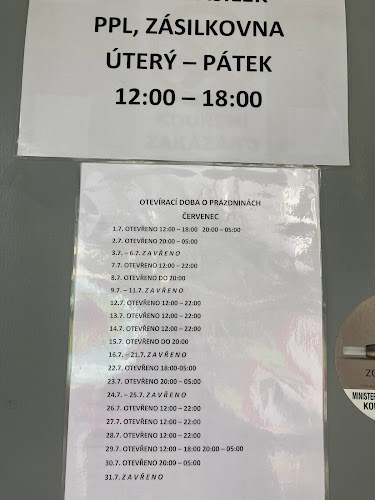 PPL, ZÁSILKOVNA
ÚTERÝ – PÁTEK
12:00 – 18:00
OTEVÍRACÍ DOBA O PRÁZDNINÁCH
ČERVENEC
1.7. OTEVŘENO 12:00 – 18:00 20:00 – 05:00
2.7. OTEVŘENO 20:00 – 05:00
3.7. – 6.7. Z A V Ř E N O
7.7. OTEVŘENO 12:00 – 22:00
8.7. OTEVŘENO DO 20:00
9.7. – 11.7. Z A V Ř E N O
12.7. OTEVŘENO 12:00 – 22:00
13.7. OTEVŘENO 12:00 – 22:00
14.7. OTEVŘENO 12:00 – 22:00
15.7. OTEVŘENO DO 20:00
16.7. – 21.7. Z A V Ř E N O
22.7. OTEVŘENO 18:00-05:00
23.7. OTEVŘENO 20:00 – 05:00
24.7. – 25.7. Z A V Ř E N O
26.7. OTEVŘENO 12:00 – 22:00
27.7. OTEVŘENO 12:00 – 22:00
28.7. OTEVŘENO 12:00 – 22:00
29.7. OTEVŘENO 12:00 - 18:00 20:00 – 05:00
30.7. OTEVŘENO 20:00 – 05:00
31.7. Z A V Ř E N O